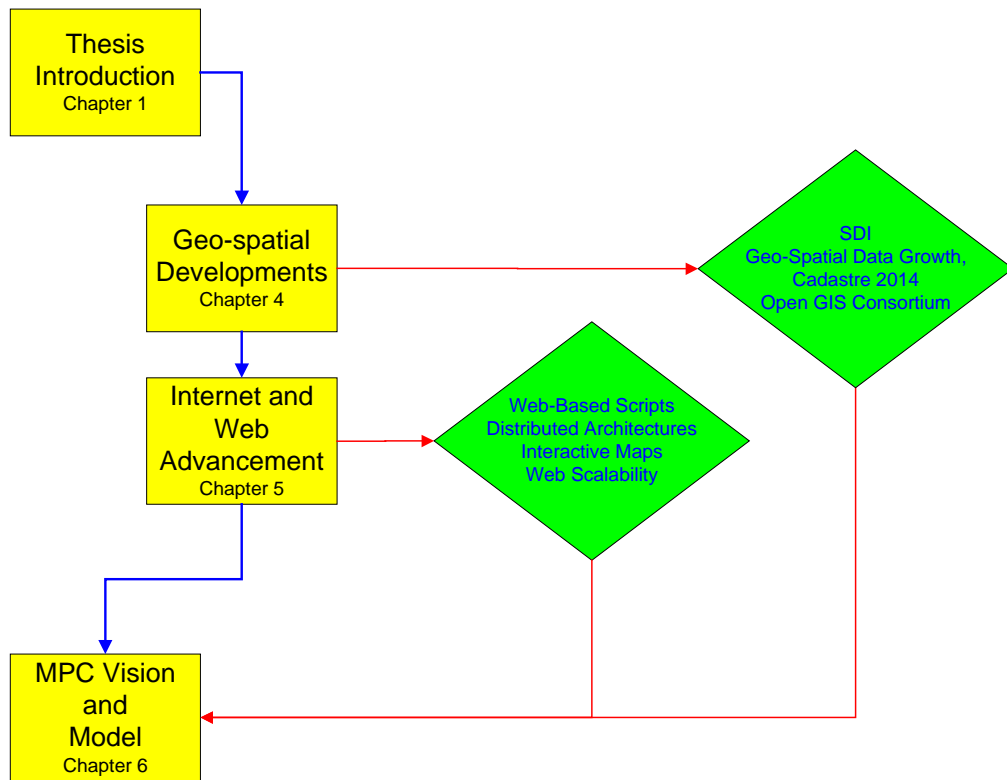 Thesis
Introduction
Chapter 1
Geo-spatial
Developments
Chapter 4
SDI
Geo-Spatial Data Growth,
Cadastre 2014
Open GIS Consortium
Internet and
Web
Advancement
Chapter 5
Web-Based Scripts
Distributed Architectures
Interactive Maps
Web Scalability
MPC Vision
and
Model
Chapter 6